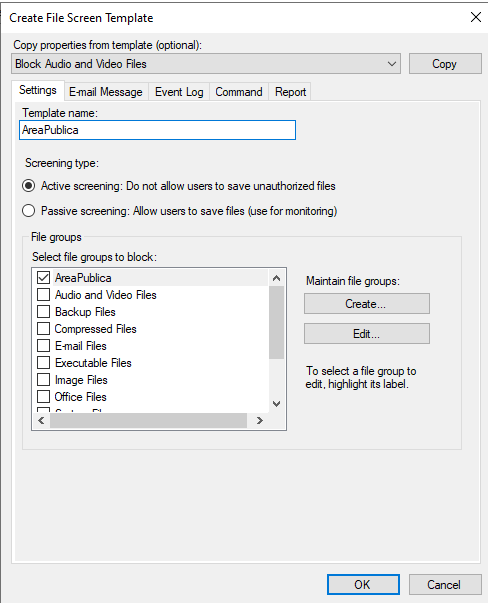 Create File Screen Template
Copy properties from template (optional):
Block Audio and Video Files
Copy
Settings
E-mail Message
Event Log
Command
Report
Template name:
AreaPublica
Screening type:
Active screening: Do not allow users to save unauthorized files
Passive screening: Allow users to save files (use for monitoring)
File groups
Select file groups to block:
AreaPublica
Audio and Video Files
Backup Files
Compressed Files
E-mail Files
Executable Files
Image Files
Office Files
Maintain file groups:
Create...
Edit...
To select a file group to
edit, highlight its label.
OK
Cancel